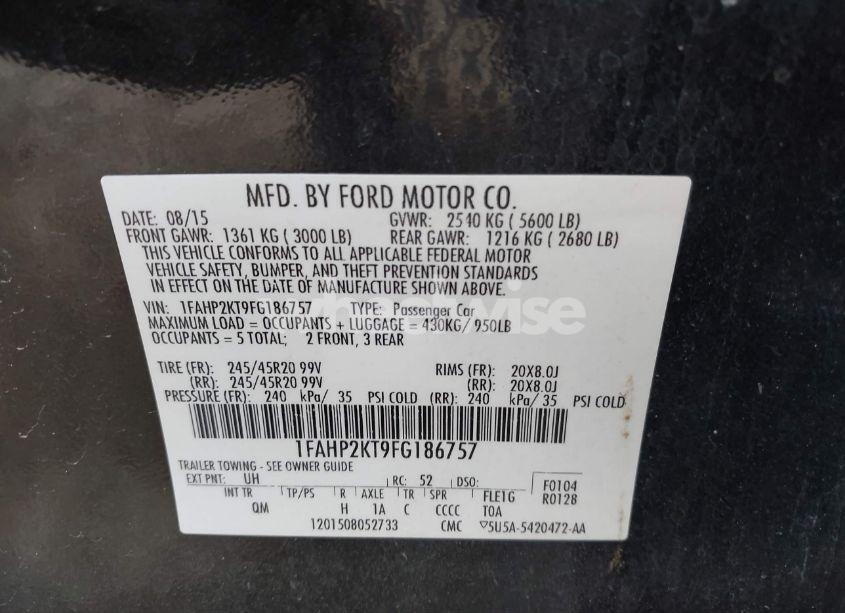 MFD. BY FORD MOTOR CO.
DATE: 08/15 GVWR: 2540 KG ( 5600 LB)
FRONT GAWR: 1361 KG ( 3000 LB) REAR GAWR: 1216 KG ( 2680 LB)
THIS VEHICLE CONFORMS TO ALL APPLICABLE FEDERAL MOTOR
VEHICLE SAFETY, BUMPER, AND THEFT PREVENTION STANDARDS
IN EFFECT ON THE DATE OF MANUFACTURE SHOWN ABOVE.
VIN: 1FAHP2KT9FG186757 TYPE: Passenger Car
MAXIMUM LOAD = OCCUPANTS + LUGGAGE = 430KG/ 950LB
OCCUPANTS = 5 TOTAL; 2 FRONT, 3 REAR
TIRE (FR): 245/45R20 99V RIMS (FR): 20X8.0J
(RR): 245/45R20 99V (RR): 20X8.0J
PRESSURE (FR): 240 kPa/ 35 PSI COLD (RR): 240 kPa/ 35 PSI COLD
1FAHP2KT9FG186757
TRAILER TOWING - SEE OWNER GUIDE
EXT PNT: UH RC: 52 DSO: F0104
INT TR TP/PS R AXLE TR SPR FLE1G R0128
QM H 1A C CCCC T0A
1201508052733 CMC ▽5U5A-5420472-AA